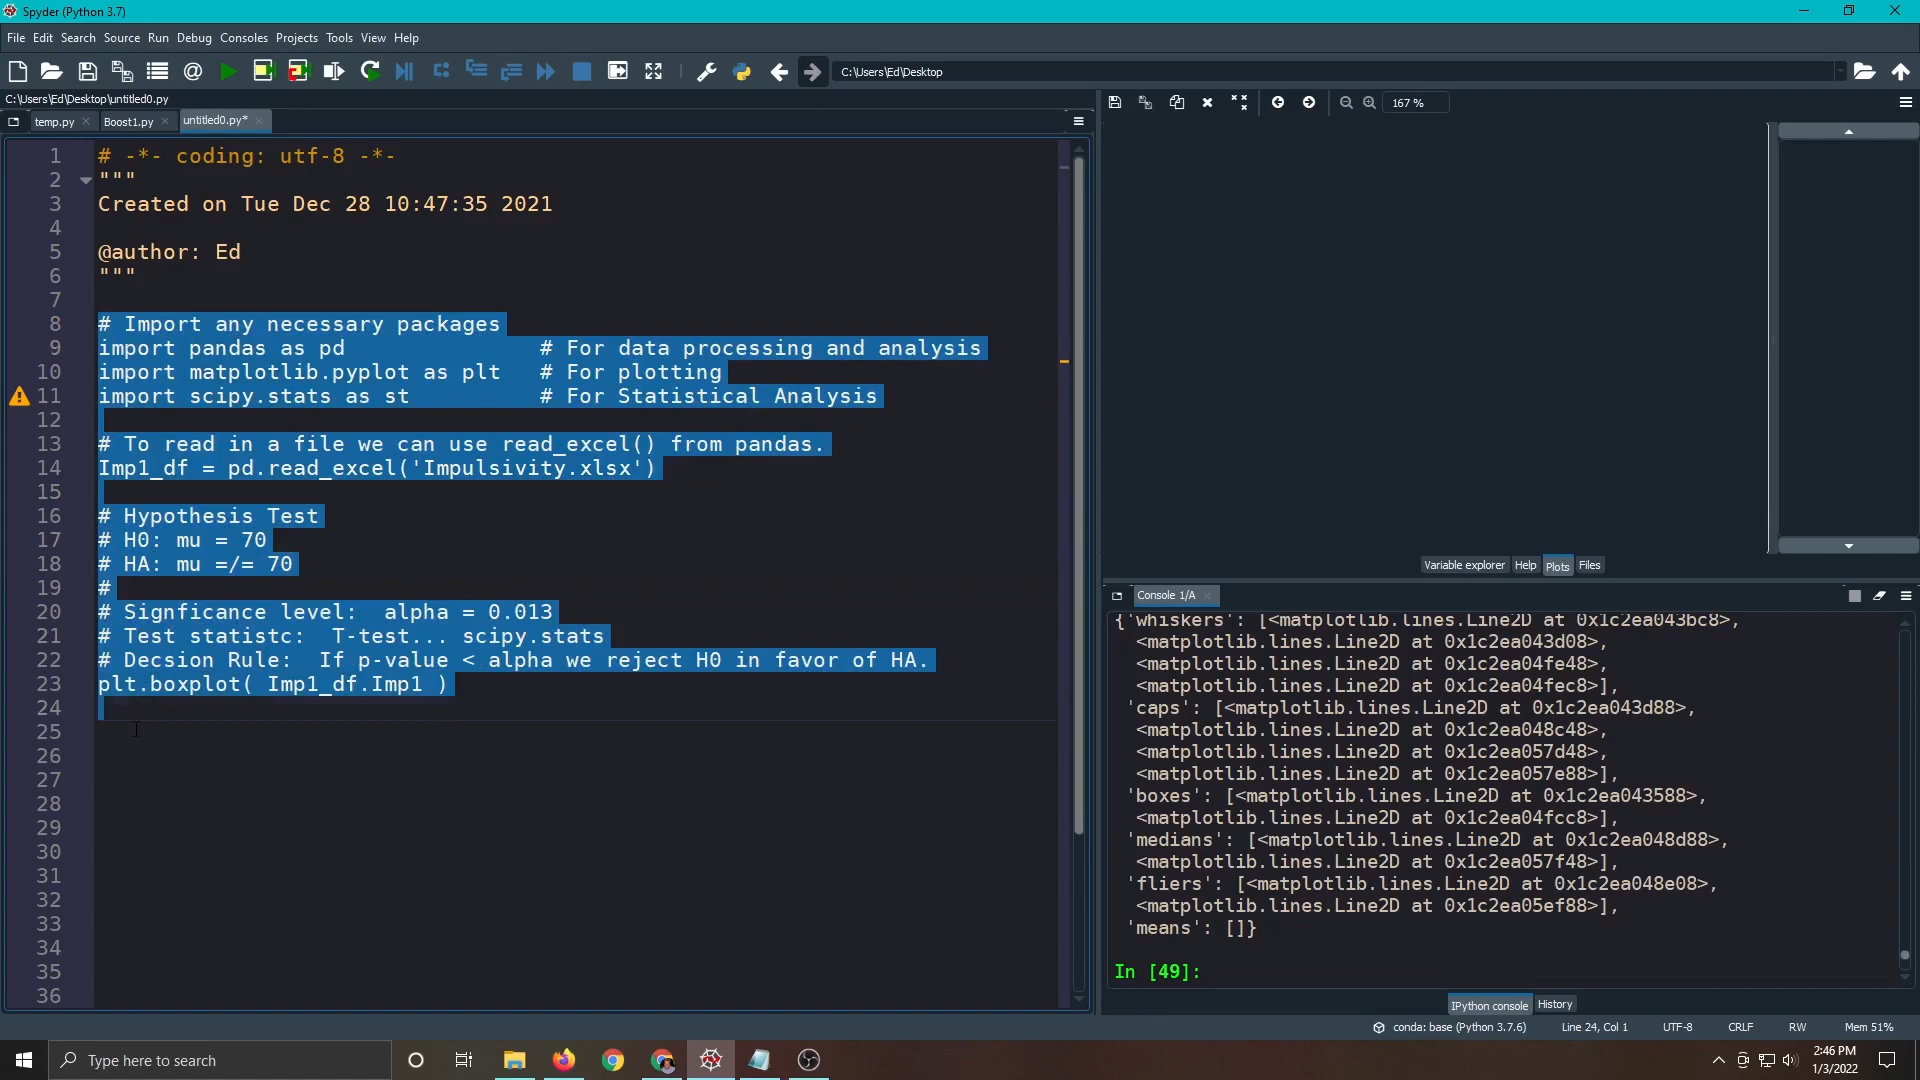 Spyder (Python 3.7)
File Edit Search Source Run Debug Consoles Projects Tools View Help
C:\Users\Ed\Desktop
C:\Users\Ed\Desktop\untitled0.py
temp.py
Boost1.py
untitled0.py*
167 %
1 # -*- coding: utf-8 -*-
2 """
3 Created on Tue Dec 28 10:47:35 2021
4
5 @author: Ed
6 """
7
8 # Import any necessary packages
9 import pandas as pd # For data processing and analysis
10 import matplotlib.pyplot as plt # For plotting
11 import scipy.stats as st # For Statistical Analysis
12
13 # To read in a file we can use read_excel() from pandas.
14 Imp1_df = pd.read_excel('Impulsivity.xlsx')
15
16 # Hypothesis Test
17 # H0: mu = 70
18 # HA: mu =/= 70
19 #
20 # Signficance level: alpha = 0.013
21 # Test statistc: T-test... scipy.stats
22 # Decsion Rule: If p-value < alpha we reject H0 in favor of HA.
23 plt.boxplot( Imp1_df.Imp1 )
24
25
26
27
28
29
30
31
32
33
34
35
36
Variable explorer Help Plots Files
Console 1/A
{'whiskers': [<matplotlib.lines.Line2D at 0x1c2ea043bc8>,
<matplotlib.lines.Line2D at 0x1c2ea043d08>,
<matplotlib.lines.Line2D at 0x1c2ea04fe48>,
<matplotlib.lines.Line2D at 0x1c2ea04fec8>],
'caps': [<matplotlib.lines.Line2D at 0x1c2ea043d88>,
<matplotlib.lines.Line2D at 0x1c2ea048c48>,
<matplotlib.lines.Line2D at 0x1c2ea057d48>,
<matplotlib.lines.Line2D at 0x1c2ea057e88>],
'boxes': [<matplotlib.lines.Line2D at 0x1c2ea043588>,
<matplotlib.lines.Line2D at 0x1c2ea04fcc8>],
'medians': [<matplotlib.lines.Line2D at 0x1c2ea048d88>,
<matplotlib.lines.Line2D at 0x1c2ea057f48>],
'fliers': [<matplotlib.lines.Line2D at 0x1c2ea048e08>,
<matplotlib.lines.Line2D at 0x1c2ea05ef88>],
'means': []}
In [49]:
IPython console History
conda: base (Python 3.7.6) Line 24, Col 1 UTF-8 CRLF RW Mem 51%
Type here to search
2:46 PM
1/3/2022